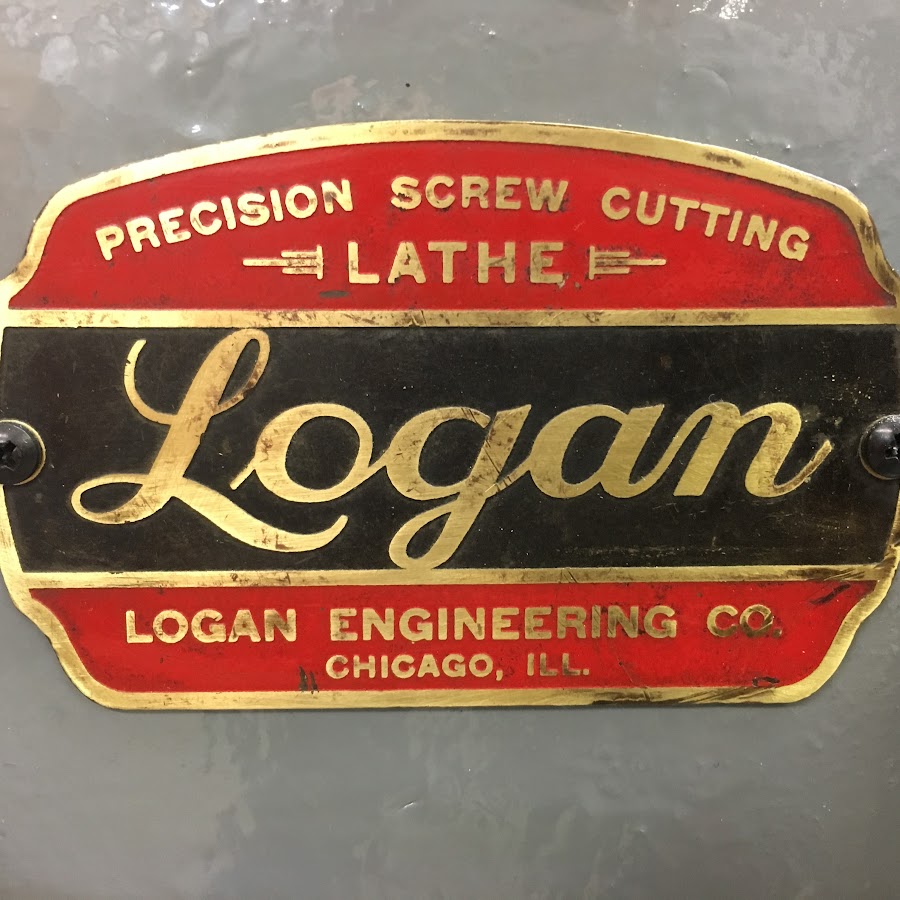 PRECISION SCREW CUTTING
LATHE
Logan
LOGAN ENGINEERING CO.
CHICAGO, ILL.